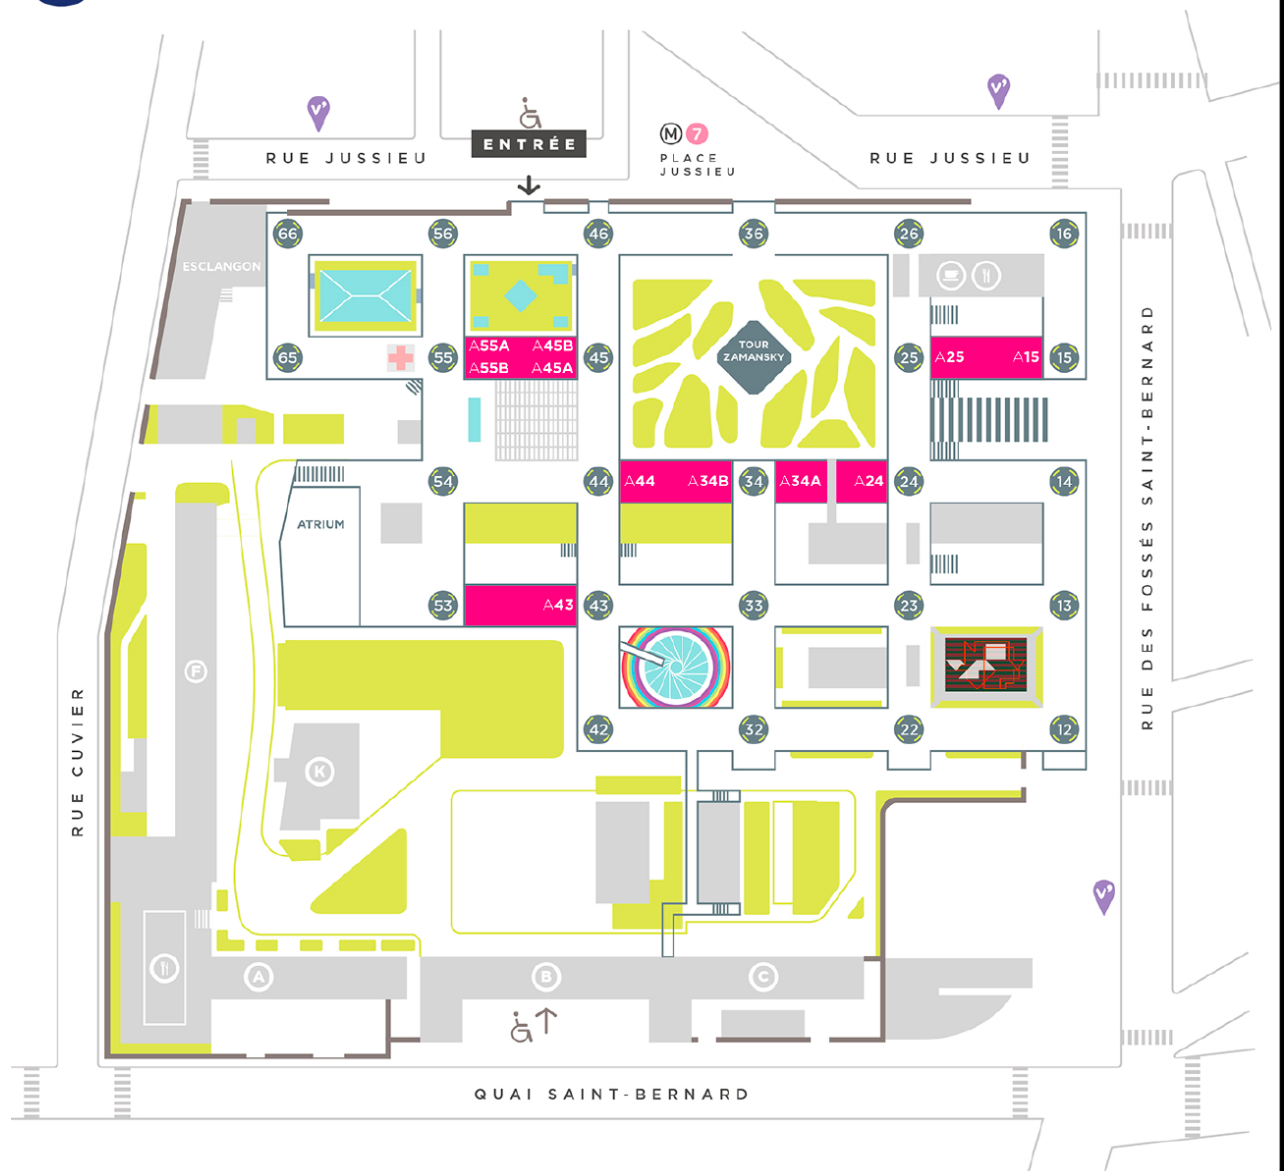 V'
V'
ENTRÉE
M 7
PLACE
JUSSIEU
RUE JUSSIEU
RUE JUSSIEU
66
56
46
36
26
16
ESCLANGON
65
55
A55A
A45B
A55B
A45A
45
TOUR
ZAMANSKY
25
A25
A15
15
54
44
A44
A34B
34
A34A
A24
24
14
ATRIUM
53
A43
43
33
23
13
F
42
32
22
12
K
RUE CUVIER
RUE DES FOSSÉS SAINT-BERNARD
V'
A
B
C
QUAI SAINT-BERNARD